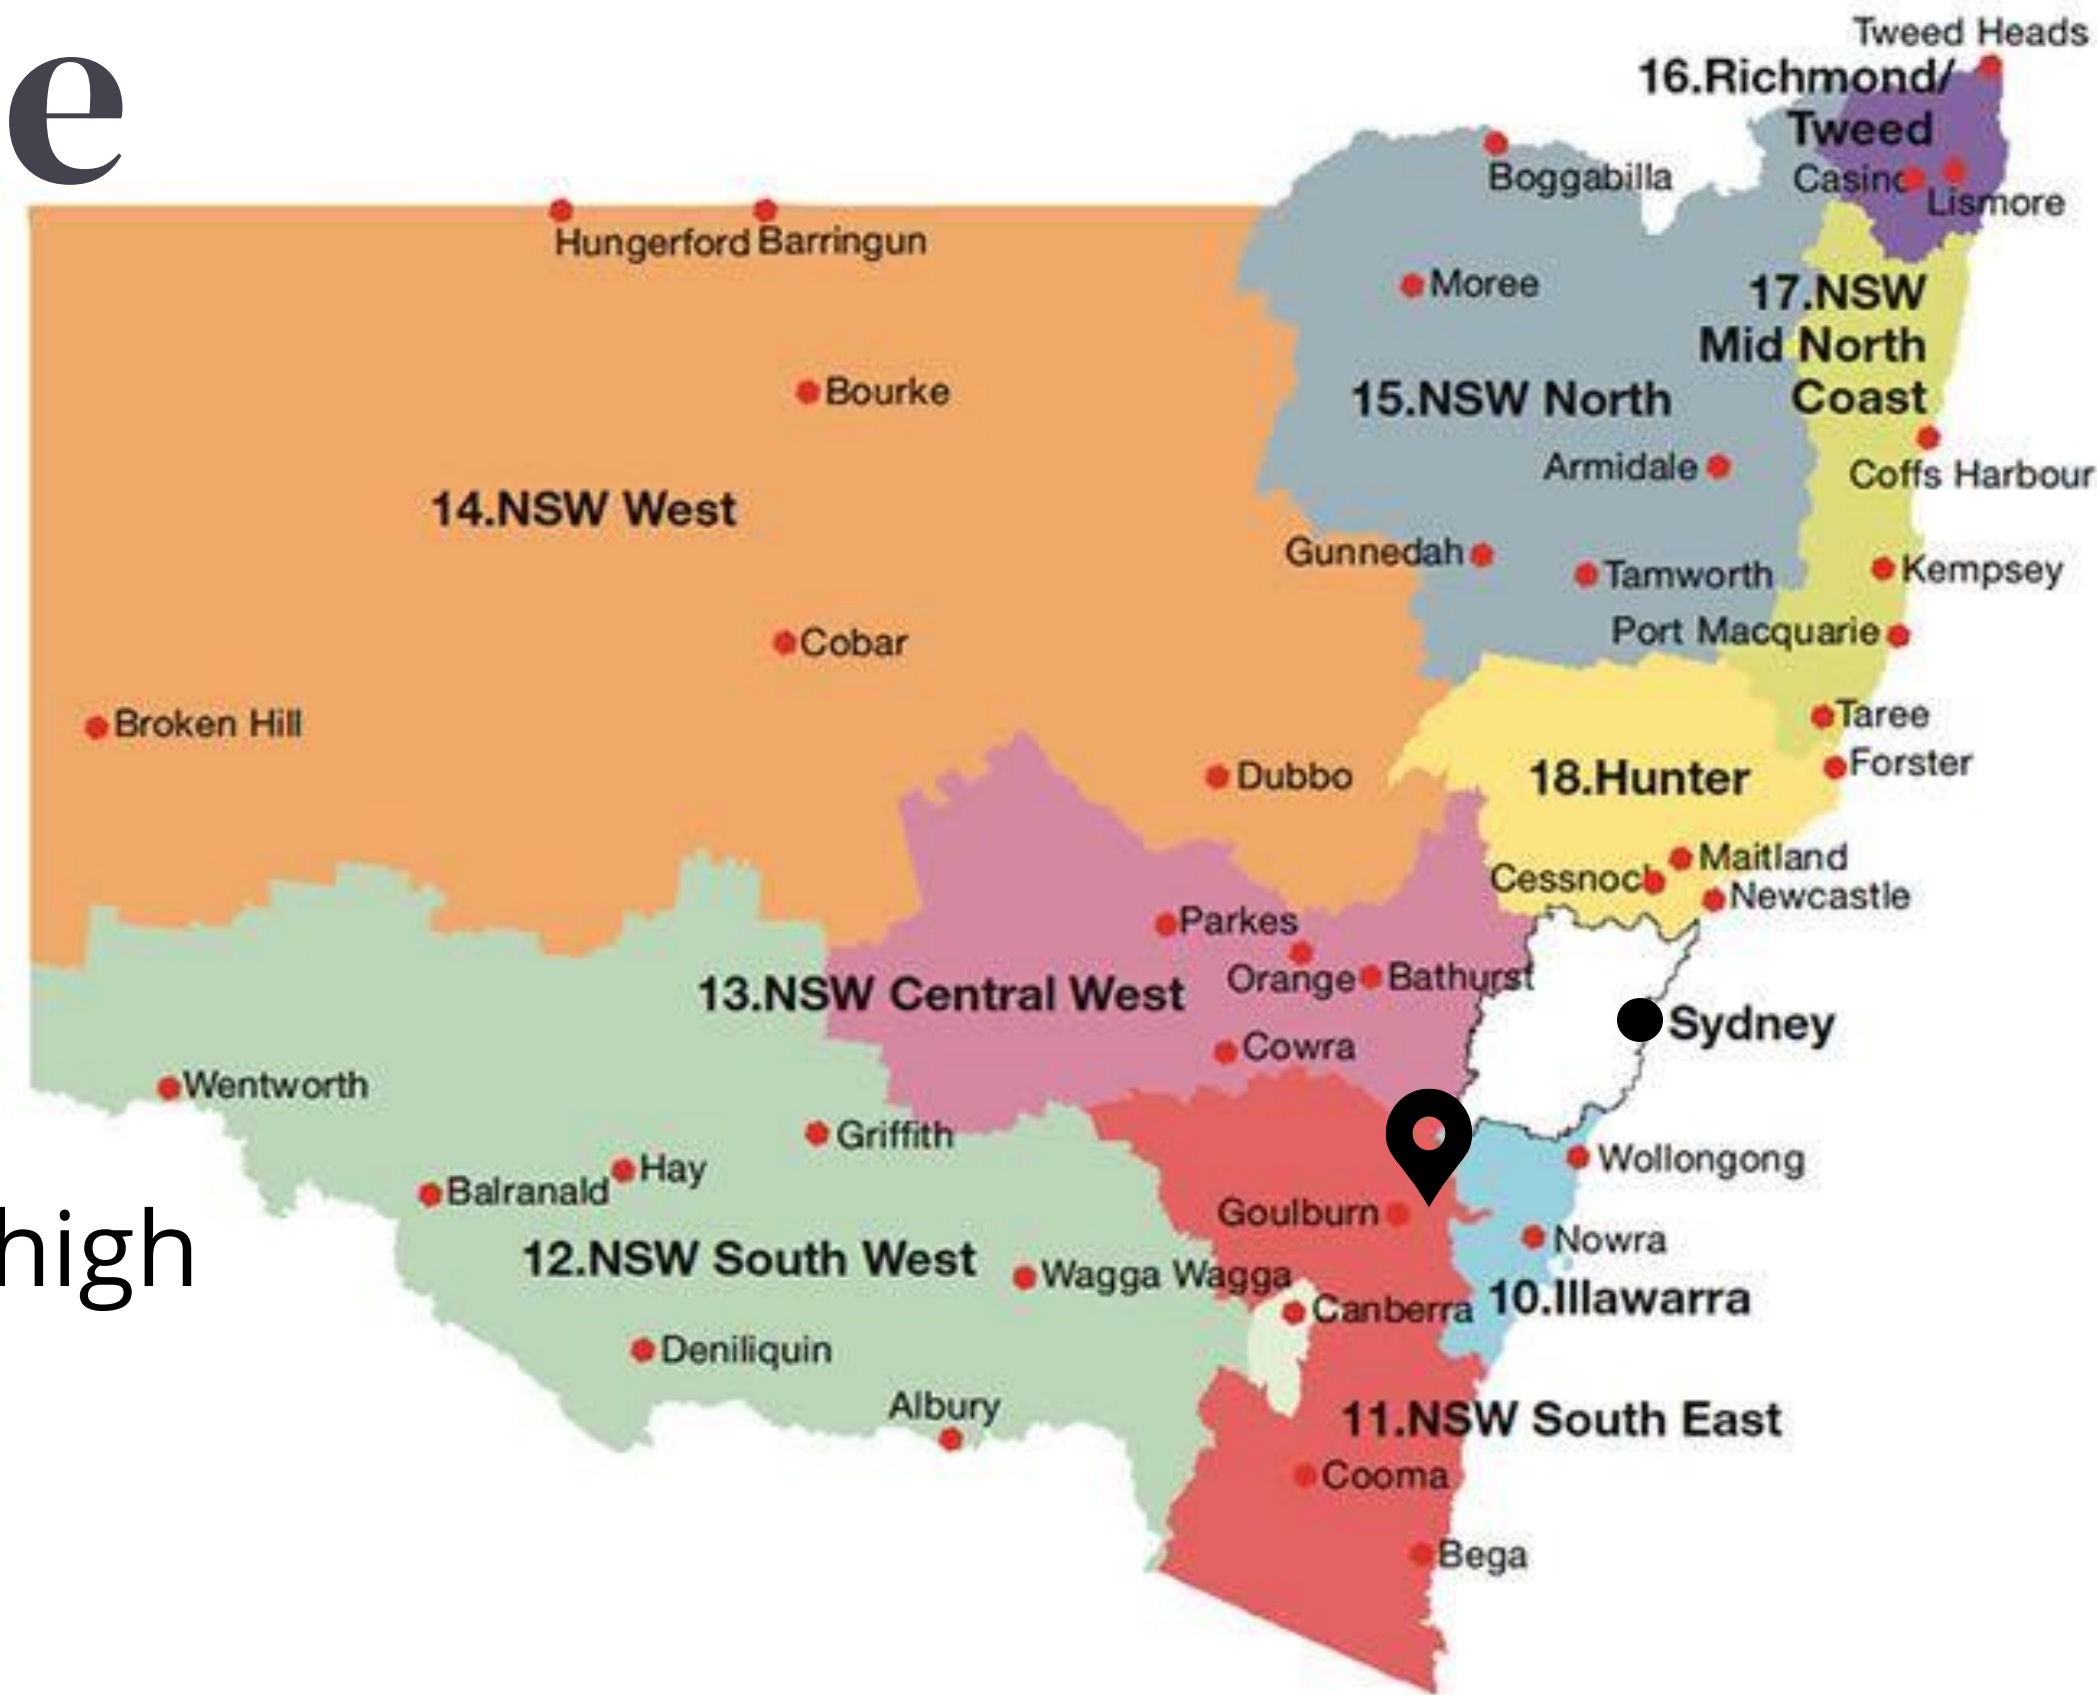 e
Tweed Heads
16.Richmond/
Tweed
Boggabilla
Casino
Lismore
Hungerford
Barringun
Moree
17.NSW
Mid North
Coast
Bourke
15.NSW North
Armidale
Coffs Harbour
14.NSW West
Gunnedah
Tamworth
Kempsey
Port Macquarie
Cobar
Broken Hill
Taree
Forster
Dubbo
18.Hunter
Maitland
Cessnock
Newcastle
Parkes
Orange
Bathurst
13.NSW Central West
Sydney
Cowra
Wentworth
Griffith
Wollongong
Hay
Balranald
Goulburn
Nowra
high
12.NSW South West
Wagga Wagga
Canberra
10.Illawarra
Deniliquin
Albury
11.NSW South East
Cooma
Bega